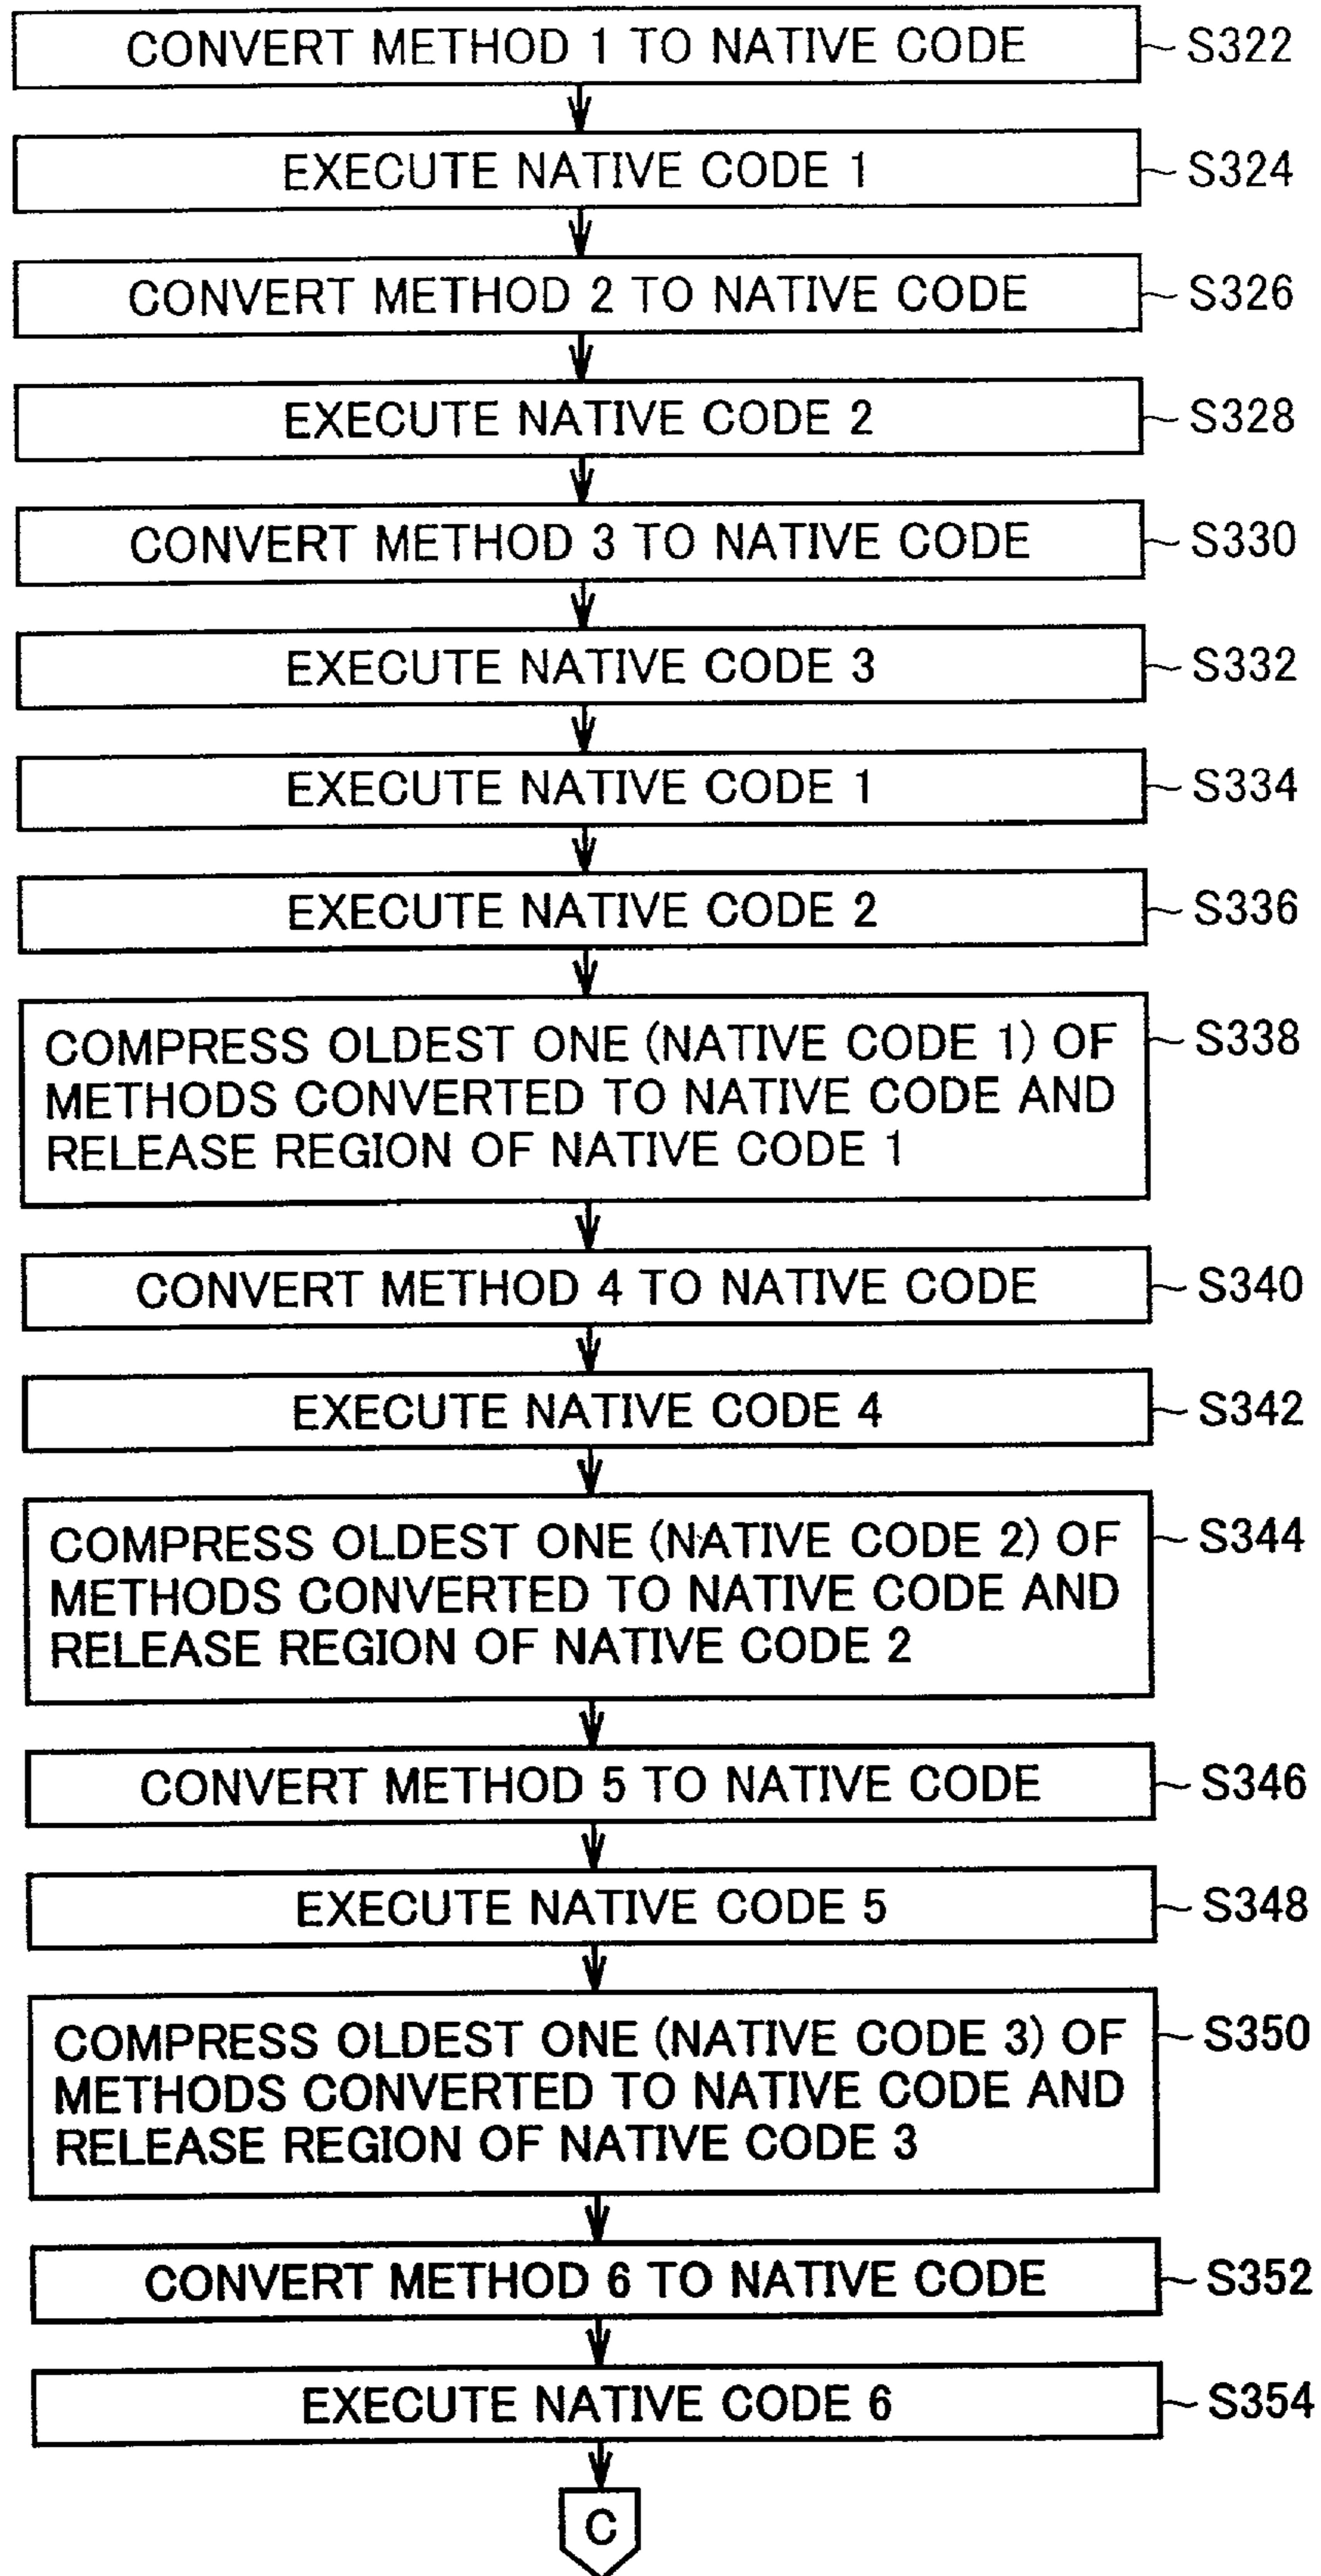 CONVERT METHOD 1 TO NATIVE CODE S322
EXECUTE NATIVE CODE 1 S324
CONVERT METHOD 2 TO NATIVE CODE S326
EXECUTE NATIVE CODE 2 S328
CONVERT METHOD 3 TO NATIVE CODE S330
EXECUTE NATIVE CODE 3 S332
EXECUTE NATIVE CODE 1 S334
EXECUTE NATIVE CODE 2 S336
COMPRESS OLDEST ONE (NATIVE CODE 1) OF S338
METHODS CONVERTED TO NATIVE CODE AND
RELEASE REGION OF NATIVE CODE 1
CONVERT METHOD 4 TO NATIVE CODE S340
EXECUTE NATIVE CODE 4 S342
COMPRESS OLDEST ONE (NATIVE CODE 2) OF S344
METHODS CONVERTED TO NATIVE CODE AND
RELEASE REGION OF NATIVE CODE 2
CONVERT METHOD 5 TO NATIVE CODE S346
EXECUTE NATIVE CODE 5 S348
COMPRESS OLDEST ONE (NATIVE CODE 3) OF S350
METHODS CONVERTED TO NATIVE CODE AND
RELEASE REGION OF NATIVE CODE 3
CONVERT METHOD 6 TO NATIVE CODE S352
EXECUTE NATIVE CODE 6 S354
C